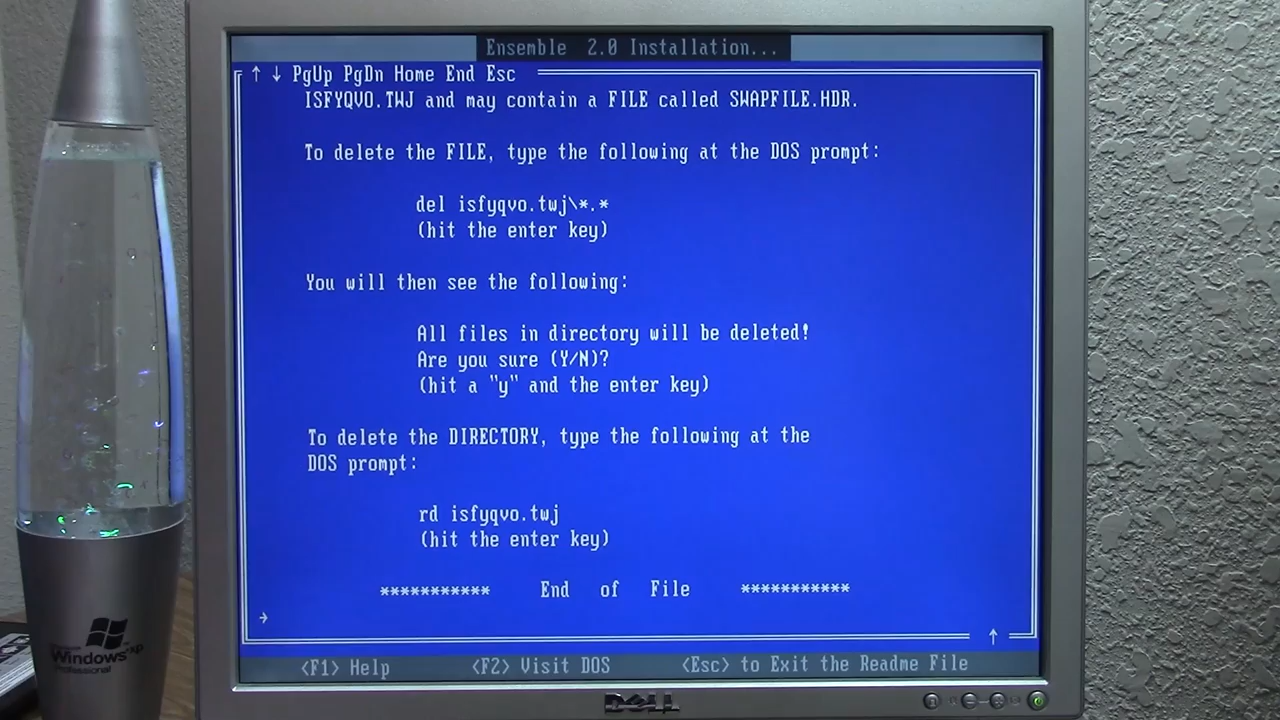 Ensemble 2.0 Installation...
↑ ↓ PgUp PgDn Home End Esc
ISFYQVO.TWJ and may contain a FILE called SWAPFILE.HDR.
To delete the FILE, type the following at the DOS prompt:
del isfyqvo.twj\*.*
(hit the enter key)
You will then see the following:
All files in directory will be deleted!
Are you sure (Y/N)?
(hit a "y" and the enter key)
To delete the DIRECTORY, type the following at the
DOS prompt:
rd isfyqvo.twj
(hit the enter key)
*********** End of File ***********
<F1> Help <F2> Visit DOS <Esc> to Exit the Readme File
DELL
Windows xp
Professional